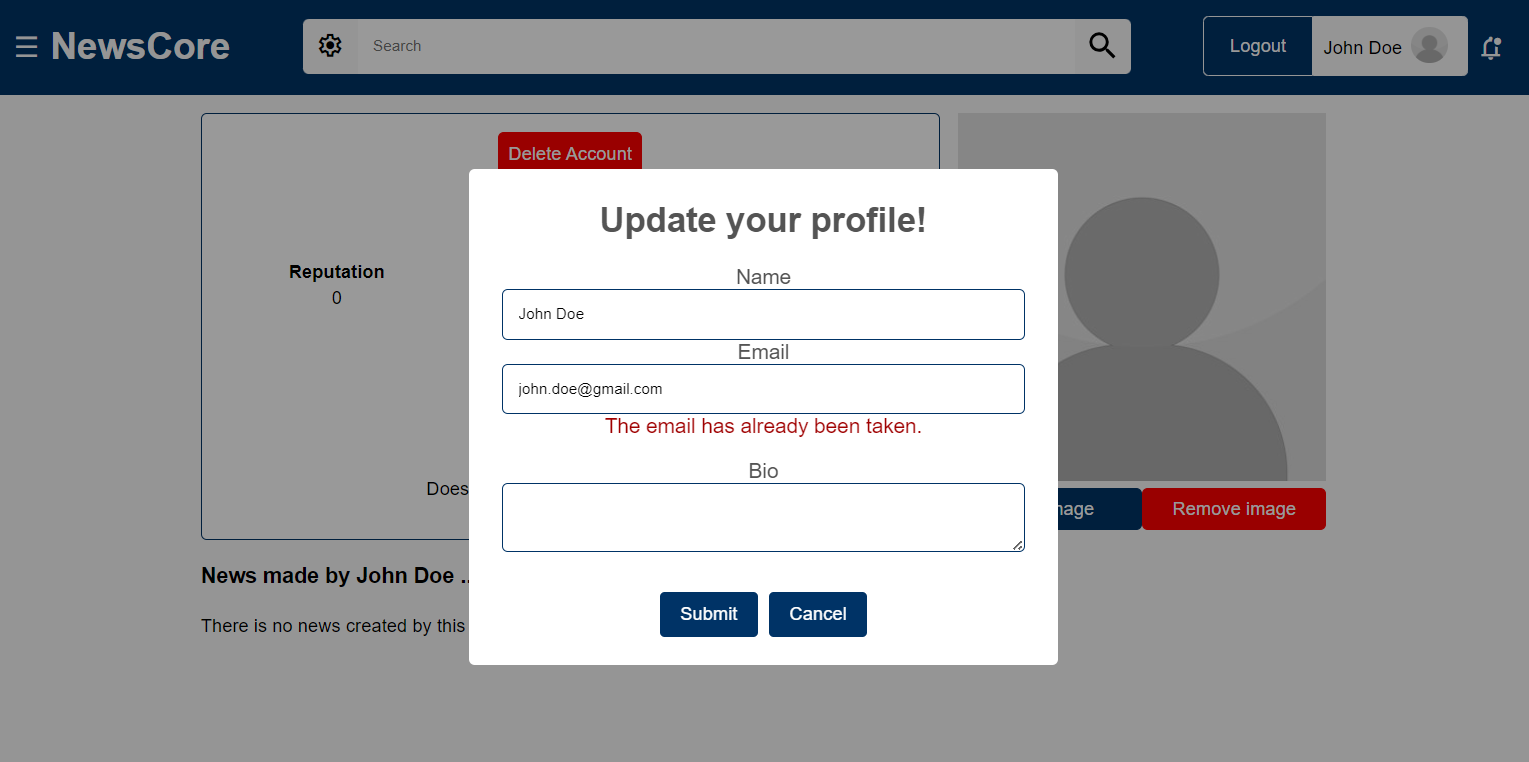 NewsCore
Search
Logout
John Doe
Delete Account
Update your profile!
Reputation
0
Name
John Doe
Email
john.doe@gmail.com
The email has already been taken.
Bio
Does
Remove image
News made by John Doe ..
There is no news created by this
Submit
Cancel